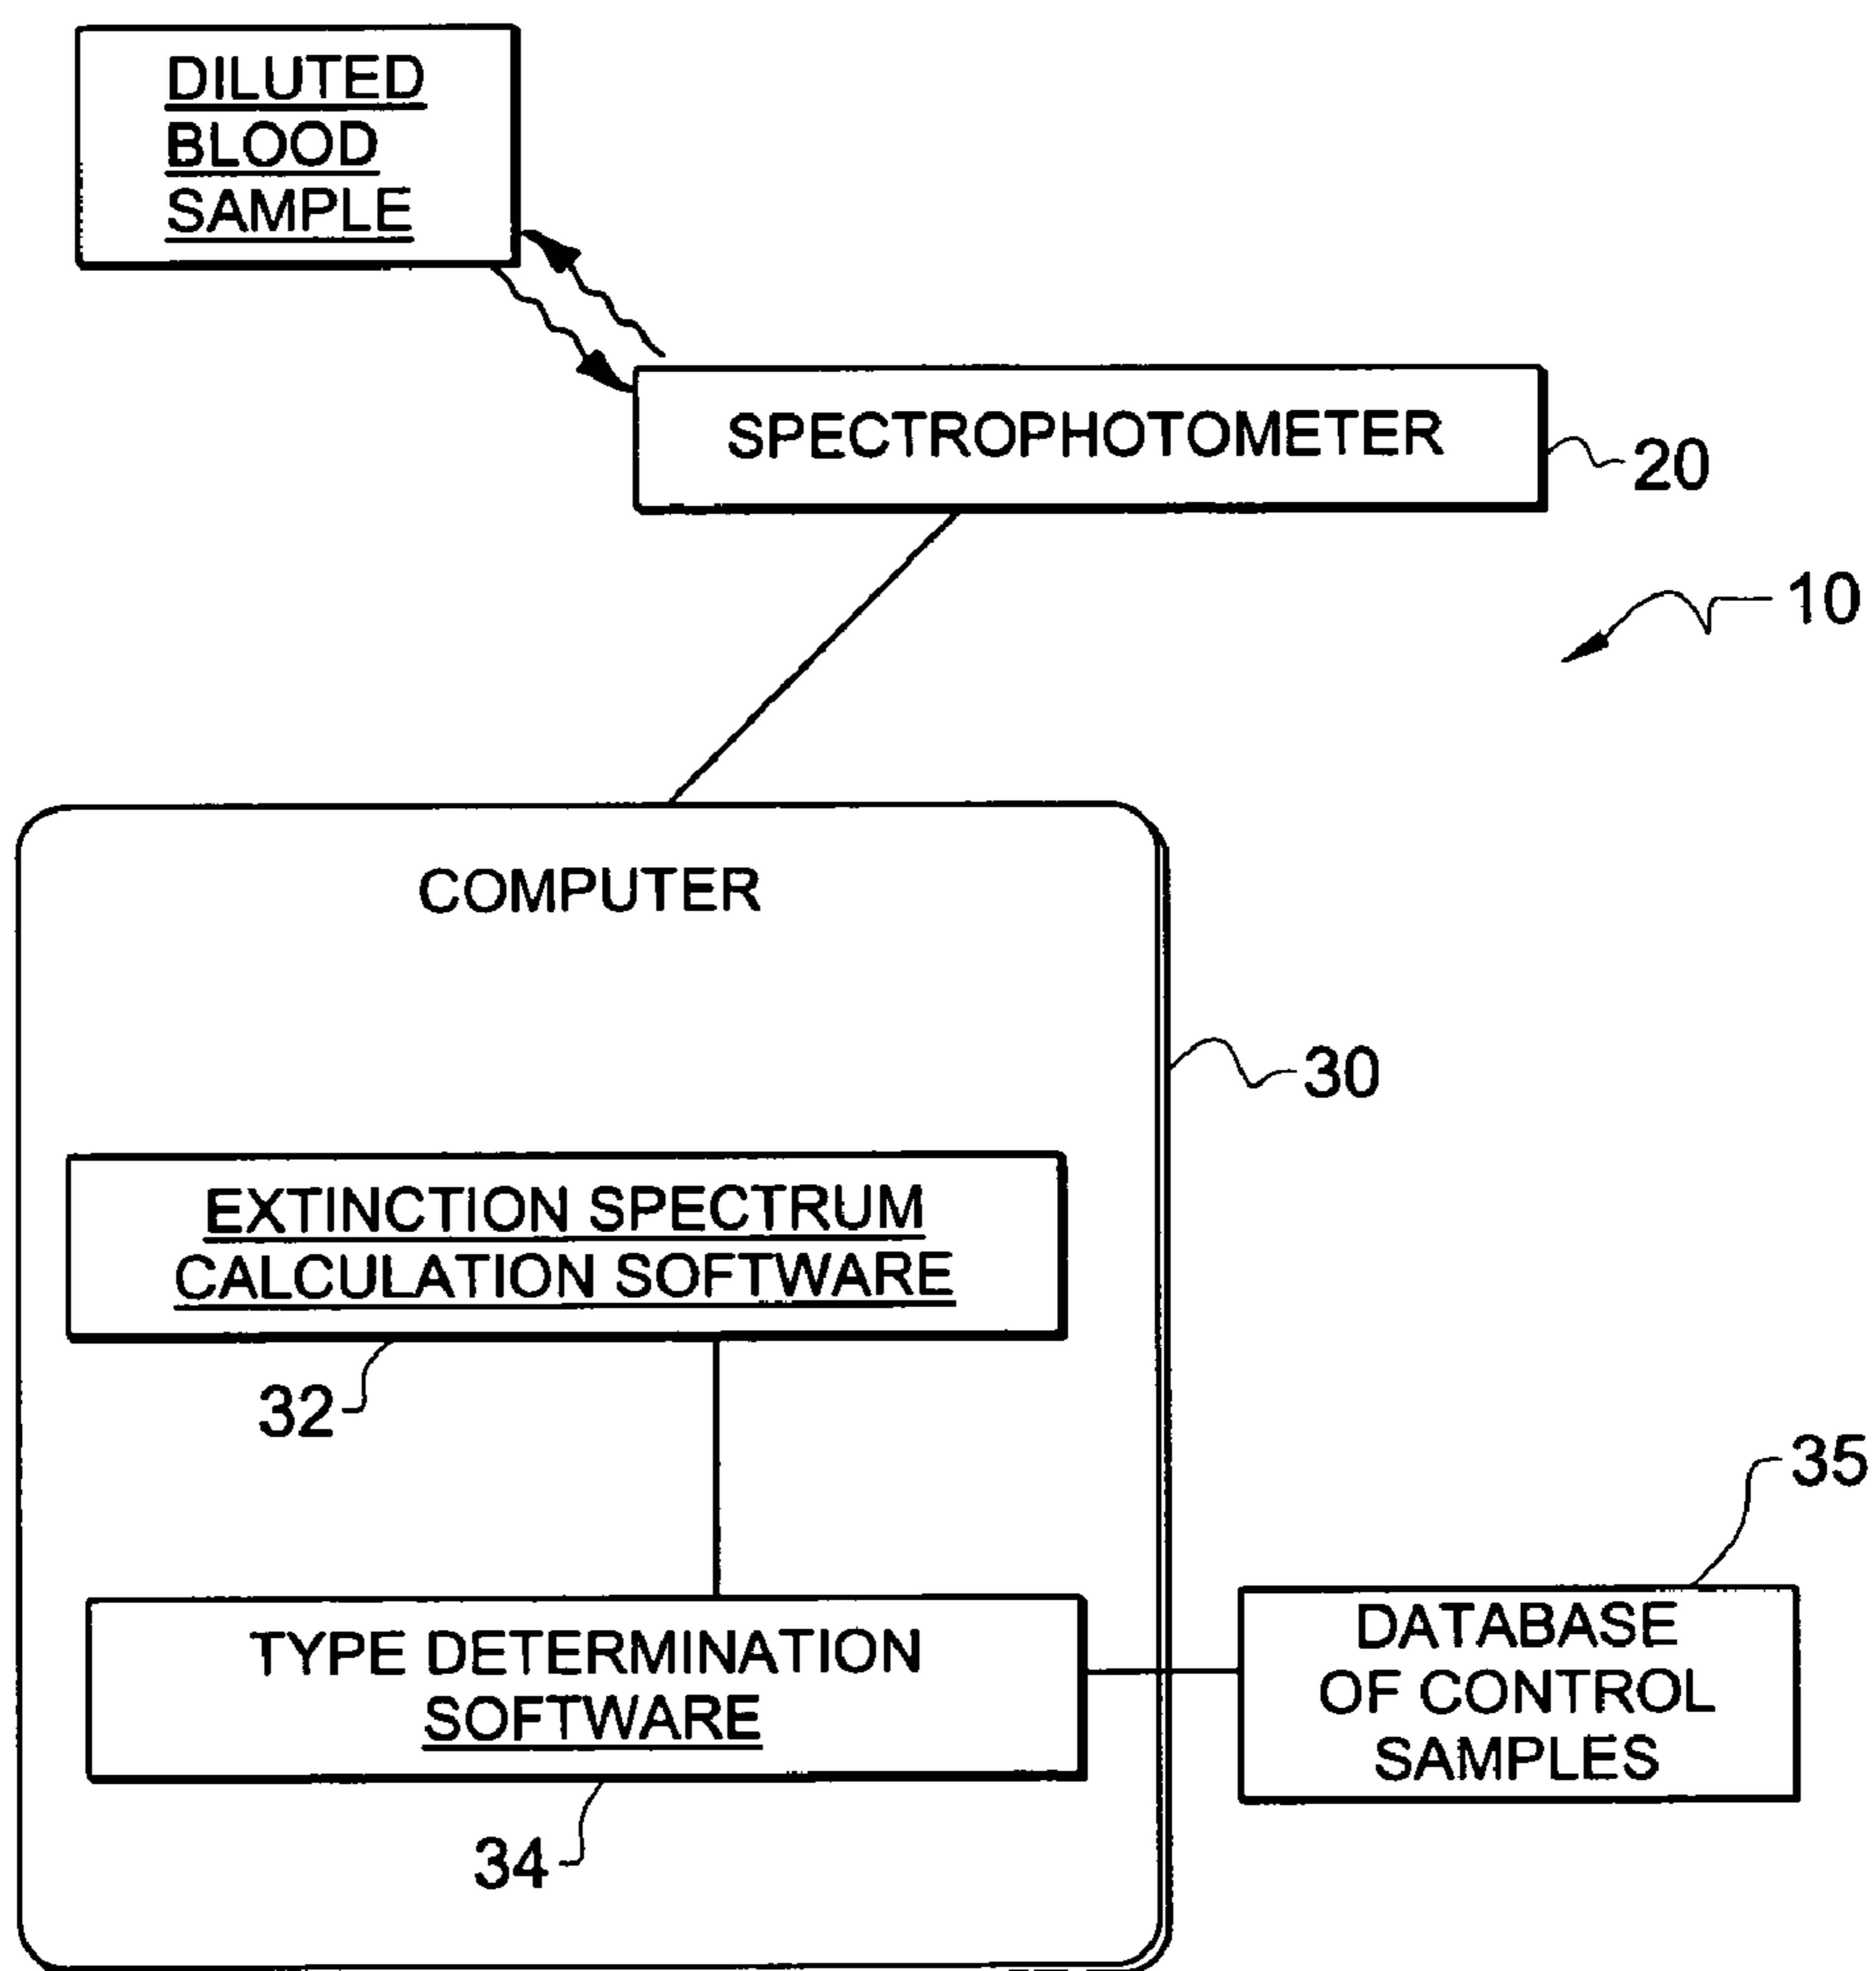 DILUTED
BLOOD
SAMPLE
SPECTROPHOTOMETER
20
10
COMPUTER
30
EXTINCTION SPECTRUM
CALCULATION SOFTWARE
32
35
TYPE DETERMINATION
SOFTWARE
DATABASE
OF CONTROL
SAMPLES
34